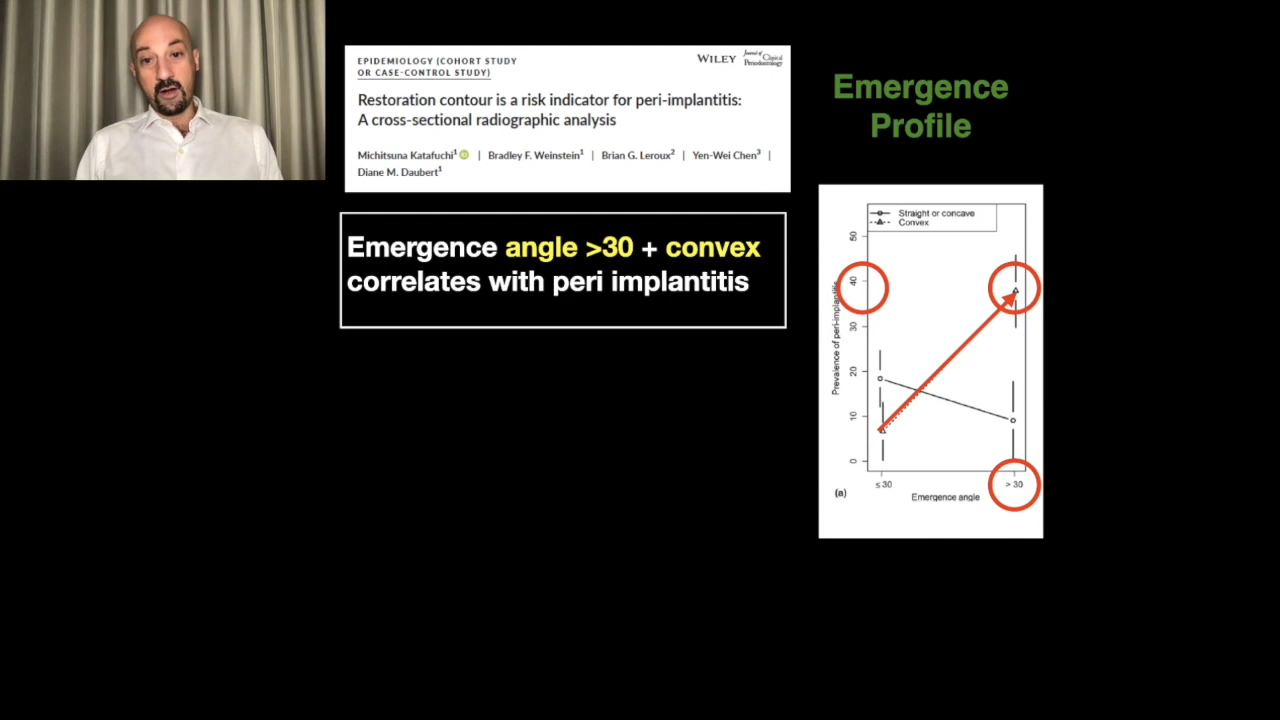 EPIDEMIOLOGY (COHORT STUDY
OR CASE-CONTROL STUDY)
WILEY
Journal of
Clinical
Periodontology
Restoration contour is a risk indicator for peri-implantitis:
A cross-sectional radiographic analysis
Michitsuna Katafuchi1 | Bradley F. Weinstein1 | Brian G. Leroux2 | Yen-Wei Chen3 |
Diane M. Daubert1
Emergence angle >30 + convex
correlates with peri implantitis
Emergence
Profile
Straight or concave
Convex
50
40
30
20
10
0
Prevalence of peri-implantitis
≤ 30
> 30
(a)
Emergence angle